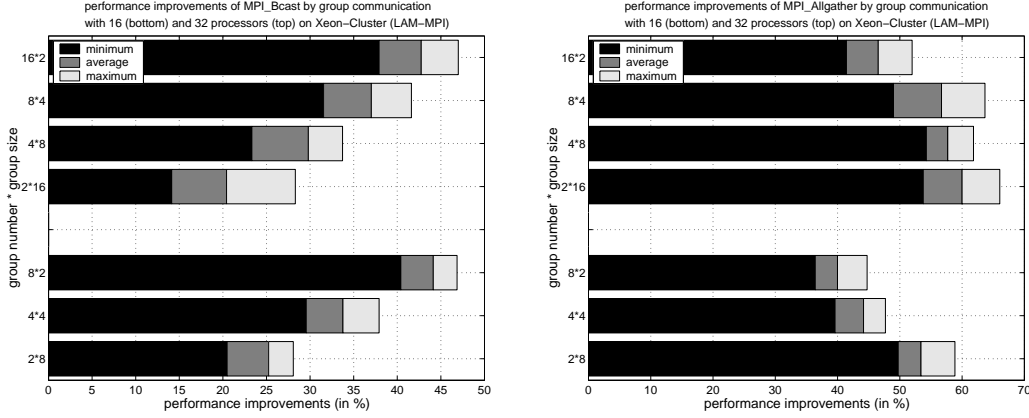 performance improvements of MPI_Bcast by group communication
with 16 (bottom) and 32 processors (top) on Xeon-Cluster (LAM-MPI)
minimum
average
maximum
16*2
8*4
4*8
2*16
8*2
4*4
2*8
group number * group size
0 5 10 15 20 25 30 35 40 45 50
performance improvements (in %)
performance improvements of MPI_Allgather by group communication
with 16 (bottom) and 32 processors (top) on Xeon-Cluster (LAM-MPI)
minimum
average
maximum
16*2
8*4
4*8
2*16
8*2
4*4
2*8
group number * group size
0 10 20 30 40 50 60 70
performance improvements (in %)